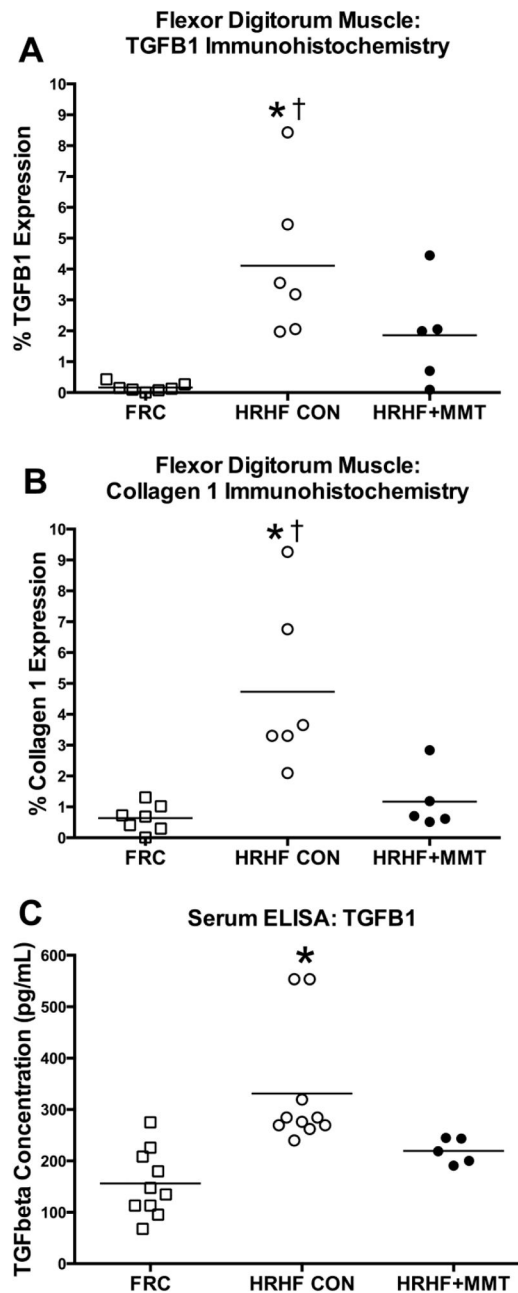 A
Flexor Digitorum Muscle:
TGFB1 Immunohistochemistry
% TGFB1 Expression
10
9
8
7
6
5
4
3
2
1
0
* †
FRC
HRHF CON
HRHF+MMT
B
Flexor Digitorum Muscle:
Collagen 1 Immunohistochemistry
% Collagen 1 Expression
10
9
8
7
6
5
4
3
2
1
0
* †
FRC
HRHF CON
HRHF+MMT
C
Serum ELISA: TGFB1
TGFbeta Concentration (pg/mL)
600
500
400
300
200
100
0
*
FRC
HRHF CON
HRHF+MMT